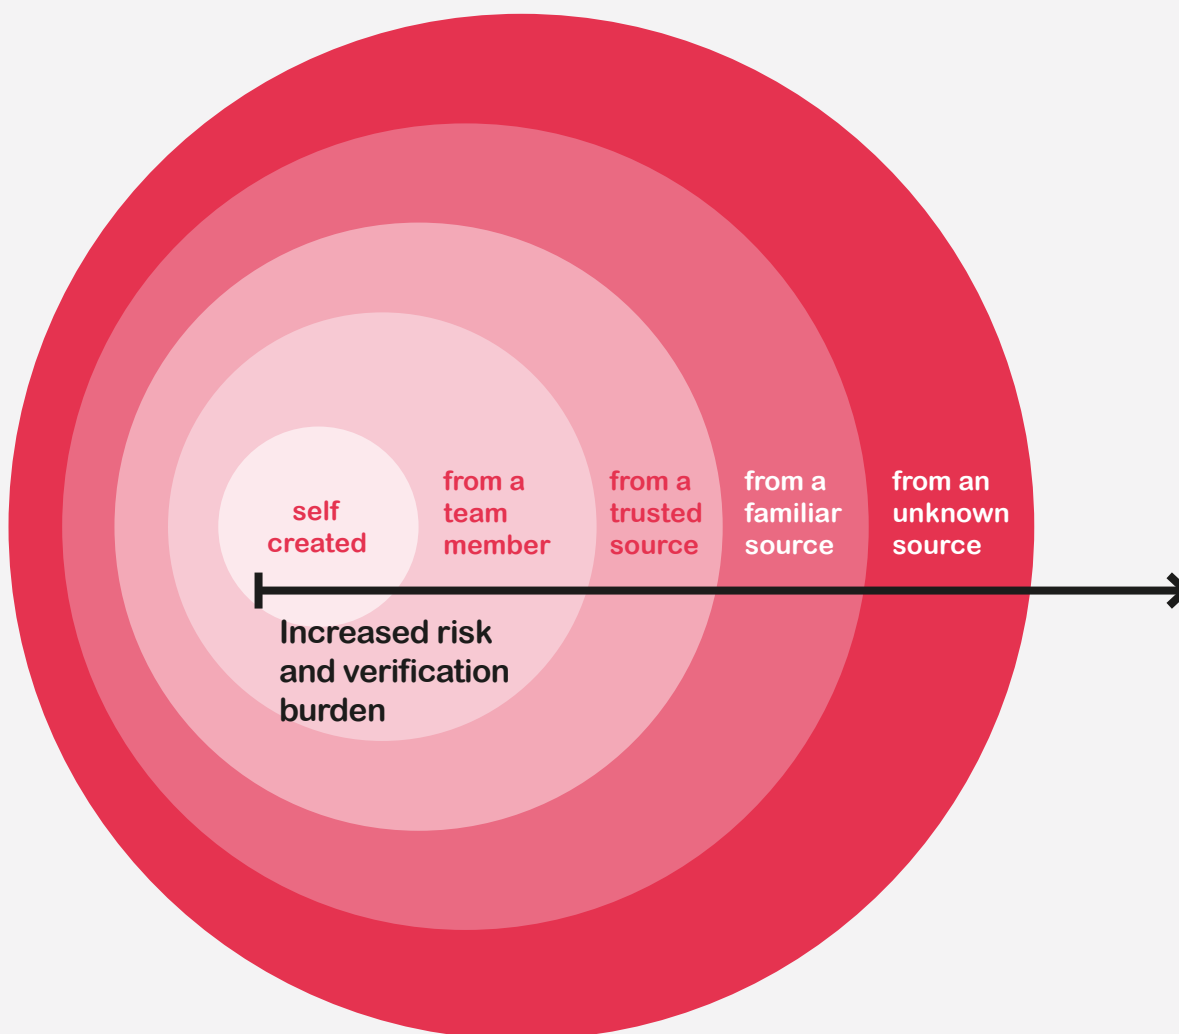 self
created
from a
team
member
from a
trusted
source
from a
familiar
source
from an
unknown
source
Increased risk
and verification
burden